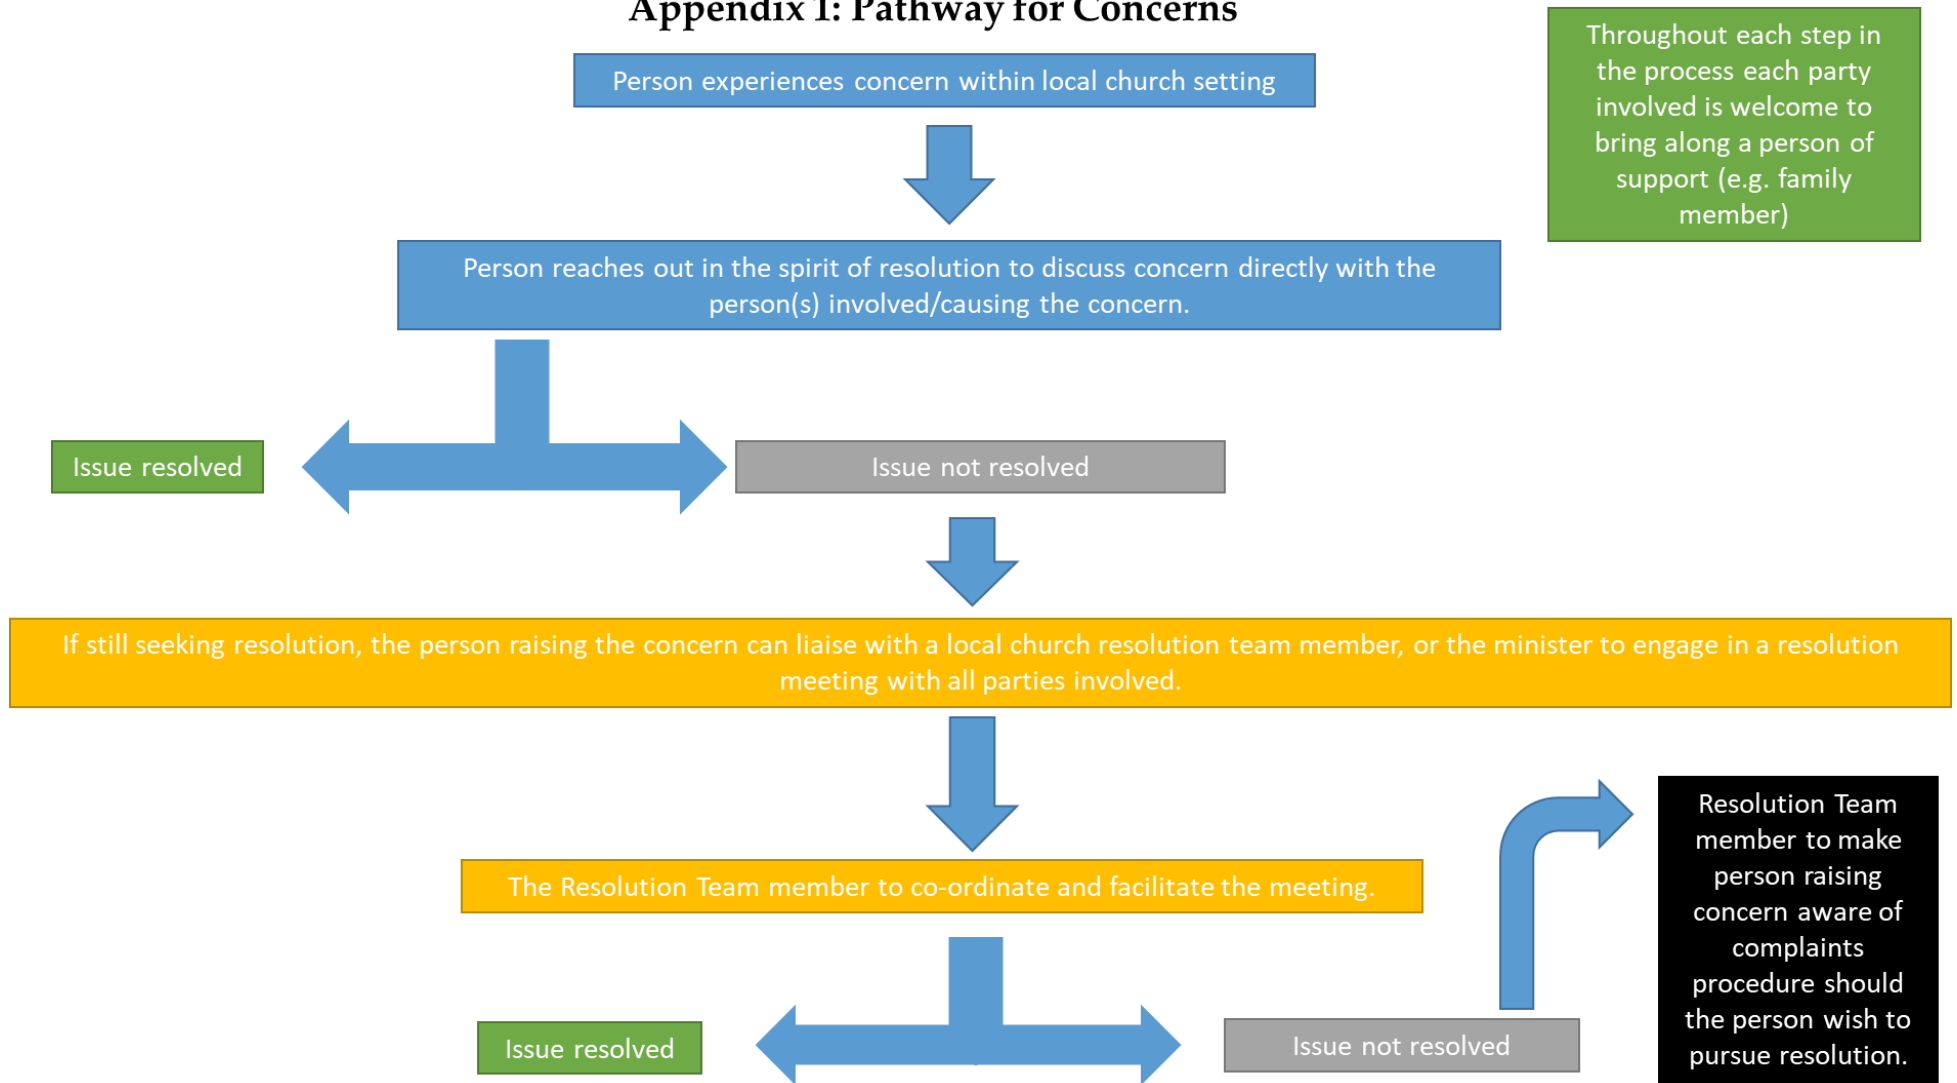 Appendix 1: Pathway for Concerns
Person experiences concern within local church setting
Throughout each step in
the process each party
involved is welcome to
bring along a person of
support (e.g. family
member)
Person reaches out in the spirit of resolution to discuss concern directly with the
person(s) involved/causing the concern.
Issue resolved
Issue not resolved
If still seeking resolution, the person raising the concern can liaise with a local church resolution team member, or the minister to engage in a resolution
meeting with all parties involved.
The Resolution Team member to co-ordinate and facilitate the meeting.
Issue resolved
Issue not resolved
Resolution Team
member to make
person raising
concern aware of
complaints
procedure should
the person wish to
pursue resolution.